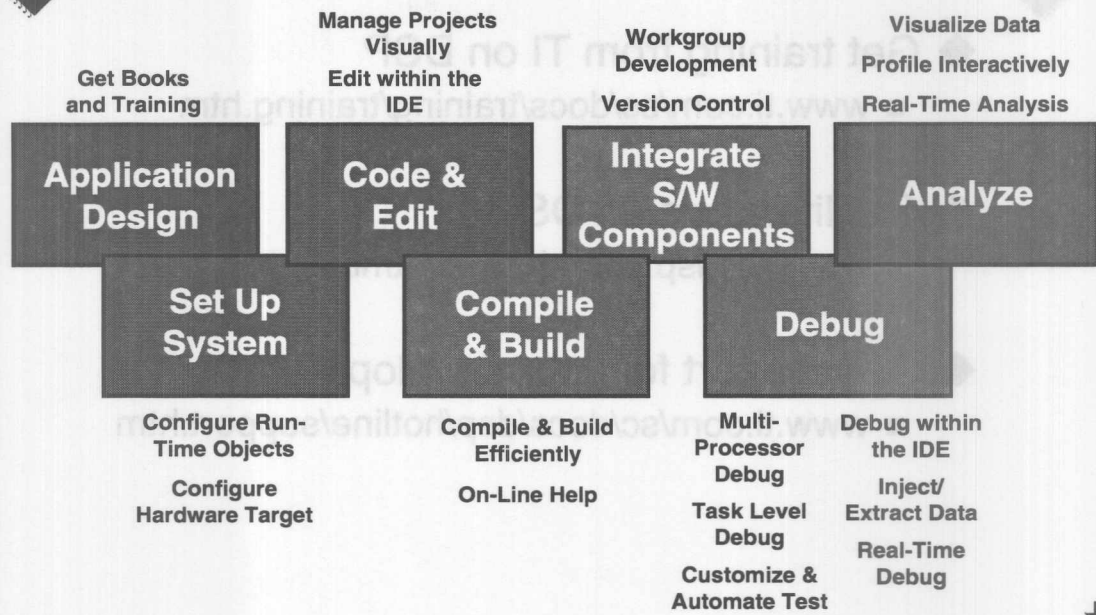 Manage Projects
Visually
Edit within the
IDE
Workgroup
Development
Version Control
Visualize Data
Profile Interactively
Real-Time Analysis
Get Books
and Training
Application
Design
Code &
Edit
Integrate
S/W
Components
Analyze
Set Up
System
Compile
& Build
Debug
Configure Run-
Time Objects
Configure
Hardware Target
Compile & Build
Efficiently
On-Line Help
Multi-
Processor
Debug
Task Level
Debug
Customize &
Automate Test
Debug within
the IDE
Inject/
Extract Data
Real-Time
Debug